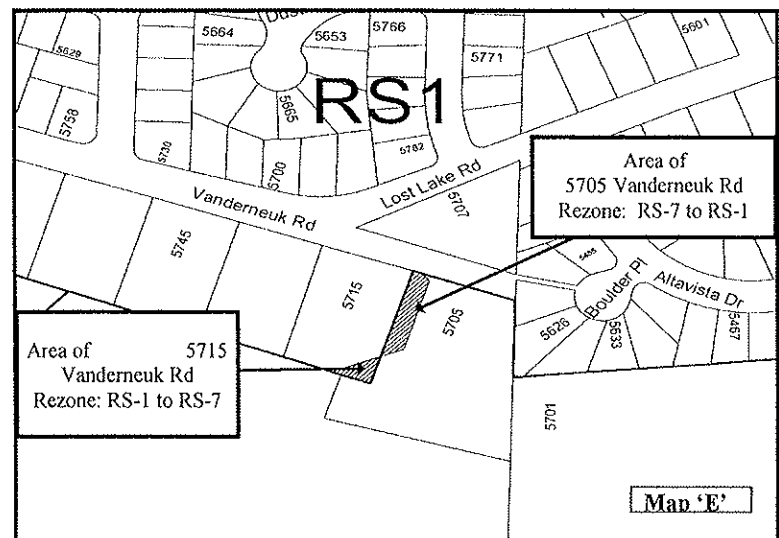 5664
5653
5766
5601
5629
5771
5758
5665
RS1
5730
5700
5782
Lost Lake Rd
5707
Area of
5705 Vanderneuk Rd
Rezone: RS-7 to RS-1
Vanderneuk Rd
5745
5715
5705
Boulder Pl
Altavista Dr
5626
5633
5467
Area of 5715
Vanderneuk Rd
Rezone: RS-1 to RS-7
5701
Map ‘E’